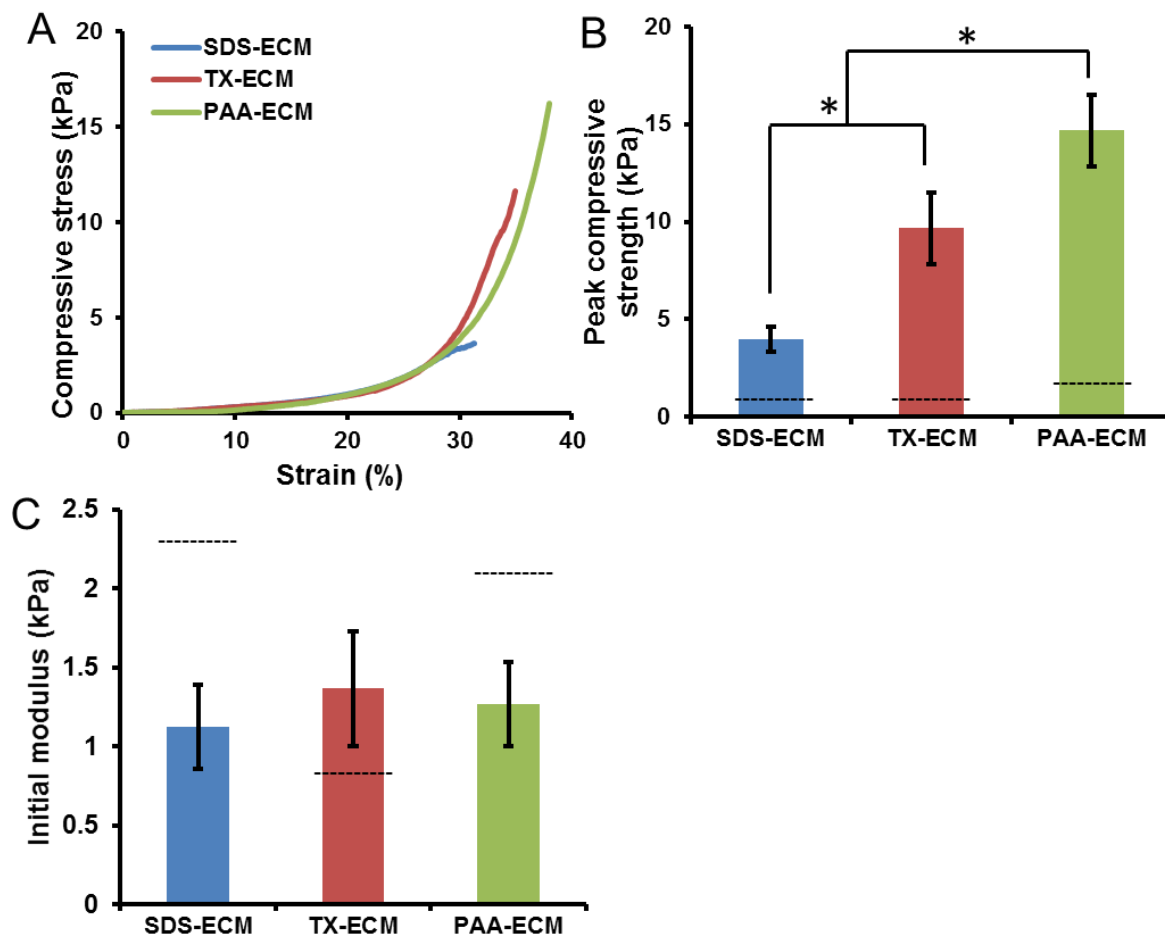 A
SDS-ECM
TX-ECM
PAA-ECM
Compressive stress (kPa)
20
15
10
5
0
0 10 20 30 40
Strain (%)
B
Peak compressive
strength (kPa)
20
15
10
5
0
*
*
SDS-ECM TX-ECM PAA-ECM
C
Initial modulus (kPa)
2.5
2
1.5
1
0.5
0
SDS-ECM TX-ECM PAA-ECM